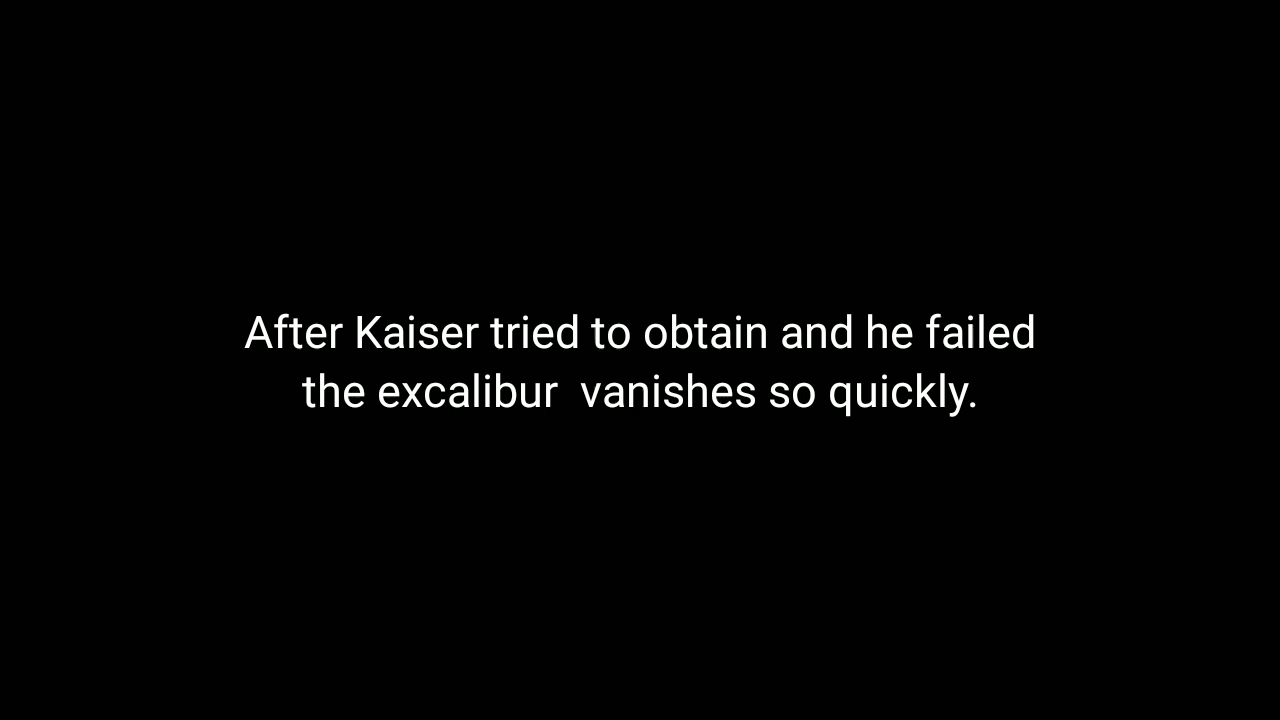 After Kaiser tried to obtain and he failed
the excalibur  vanishes so quickly.